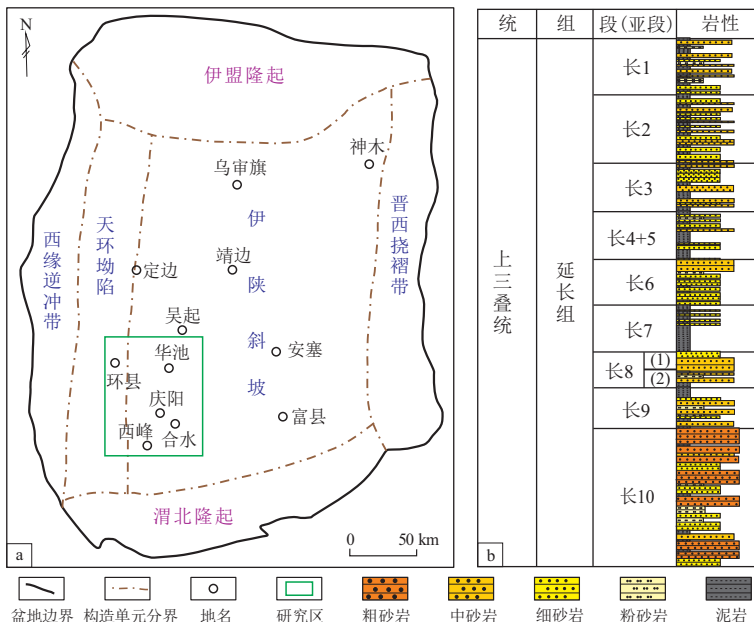 N
伊盟隆起
神木
乌审旗
西缘逆冲带
天环坳陷
伊陕斜坡
晋西挠褶带
定边
靖边
吴起
华池
环县
安塞
庆阳
富县
西峰
合水
渭北隆起
a
0 50 km
统 组 段(亚段) 岩性
上三叠统
延长组
长1
长2
长3
长4+5
长6
长7
长8 (1)
(2)
长9
长10
b
盆地边界 构造单元分界 地名 研究区 粗砂岩 中砂岩 细砂岩 粉砂岩 泥岩